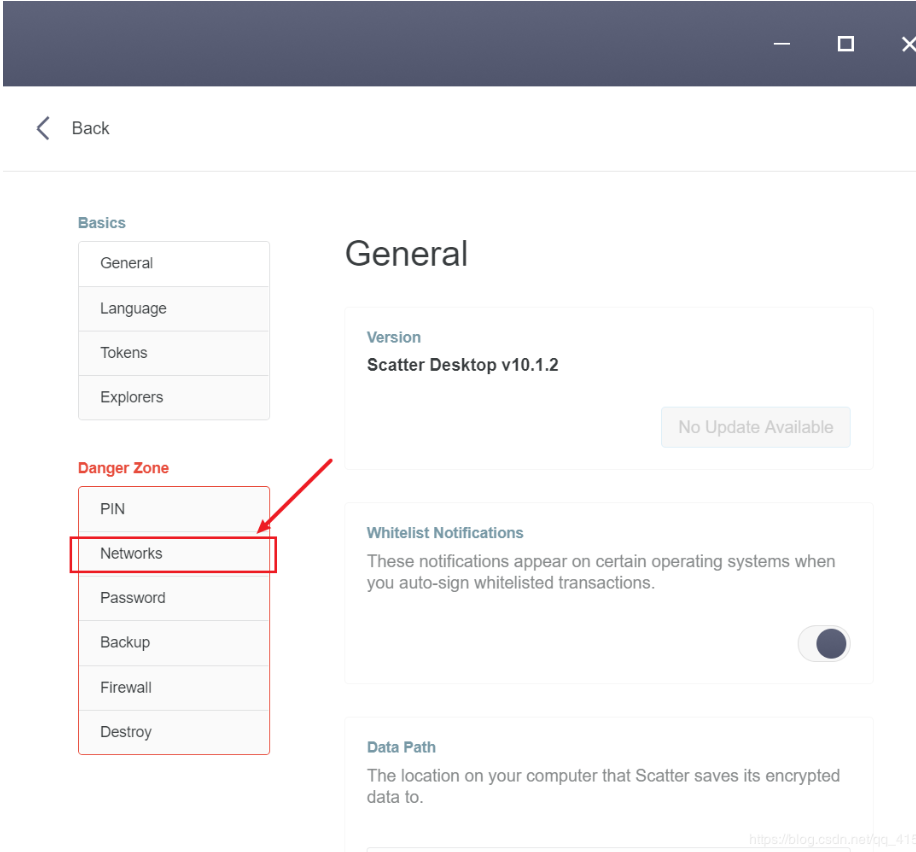 Back
Basics
General
Language
Tokens
Explorers
Danger Zone
PIN
Networks
Password
Backup
Firewall
Destroy
General
Version
Scatter Desktop v10.1.2
No Update Available
Whitelist Notifications
These notifications appear on certain operating systems when
you auto-sign whitelisted transactions.
Data Path
The location on your computer that Scatter saves its encrypted
data to.
https://blog.csdn.net/qq_415